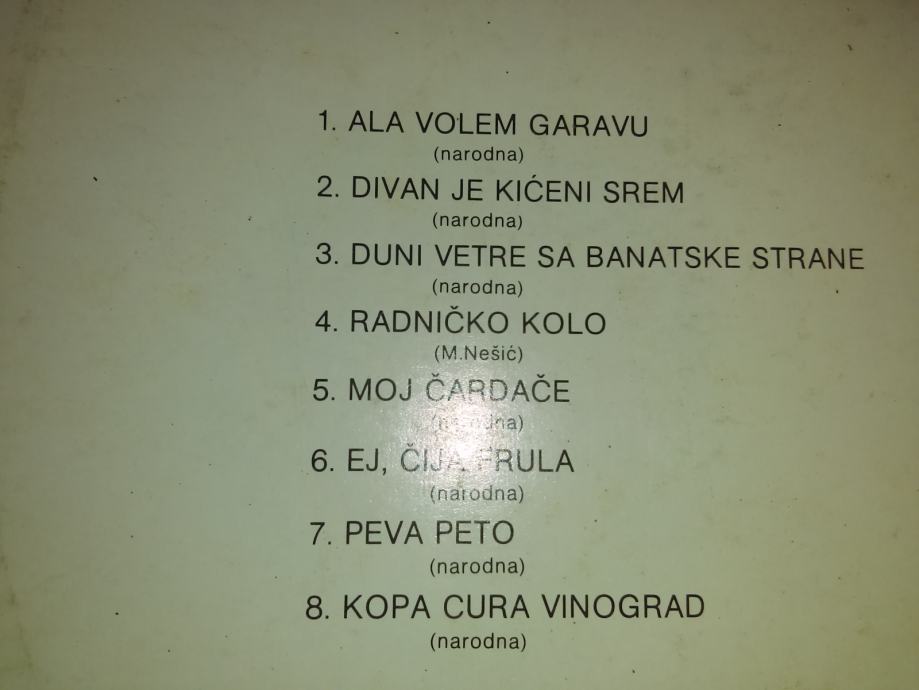 1. ALA VOLEM GARAVU
(narodna)
2. DIVAN JE KIĆENI SREM
(narodna)
3. DUNI VETRE SA BANATSKE STRANE
(narodna)
4. RADNIČKO KOLO
(M.Nešić)
5. MOJ ČARDAČE
(narodna)
6. EJ, ČIJA FRULA
(narodna)
7. PEVA PETO
(narodna)
8. KOPA CURA VINOGRAD
(narodna)